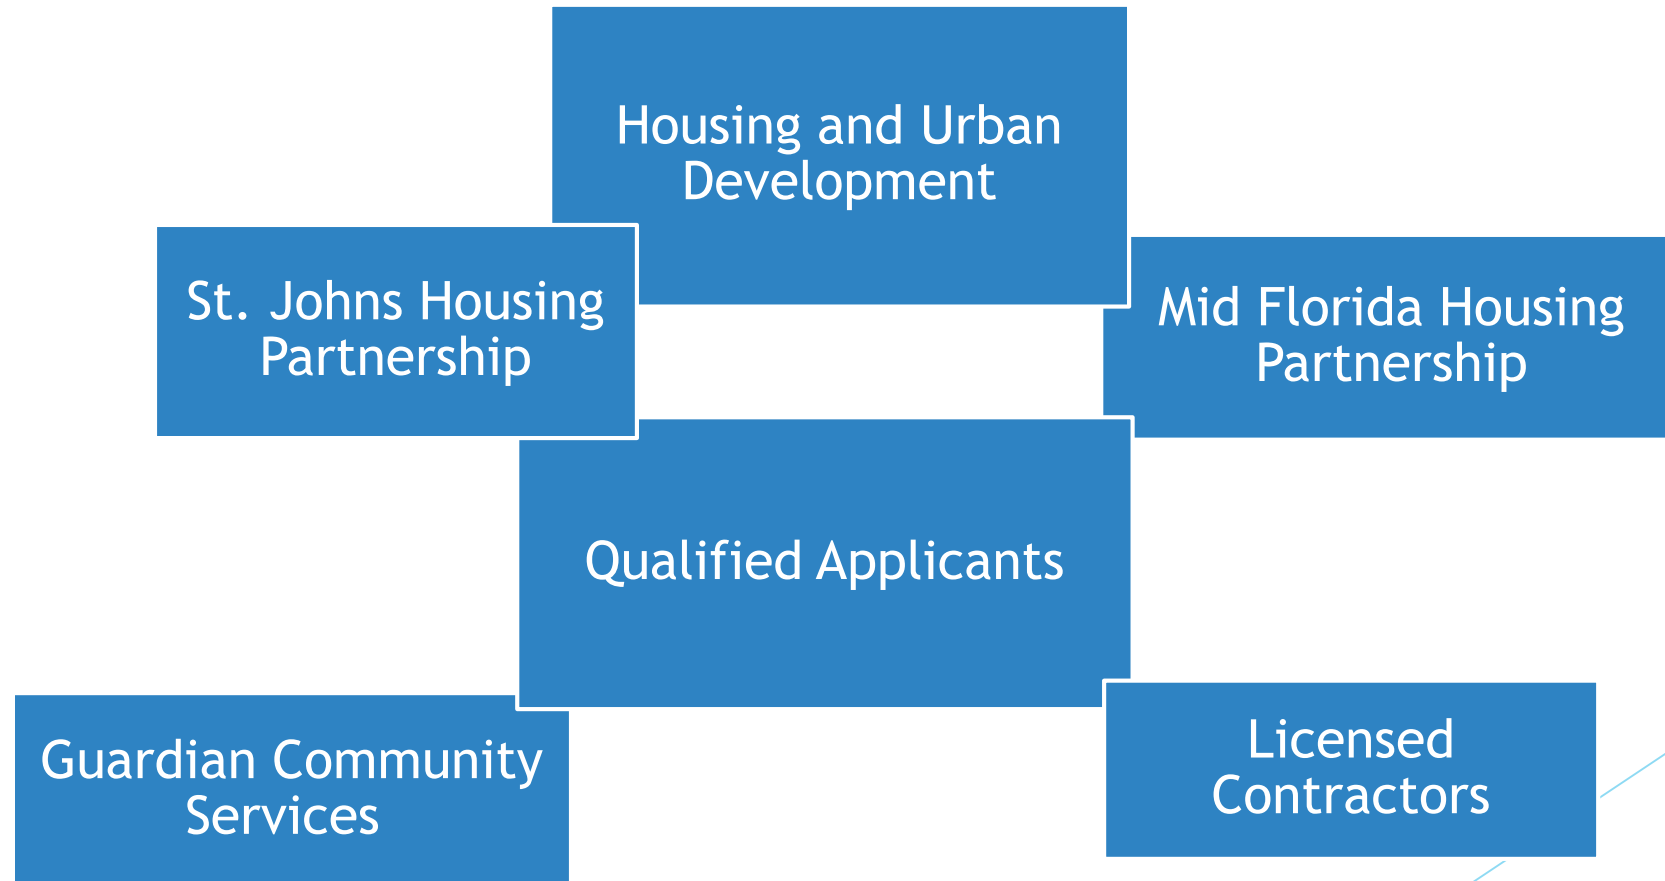 Housing and Urban
Development
St. Johns Housing
Partnership
Mid Florida Housing
Partnership
Qualified Applicants
Guardian Community
Services
Licensed
Contractors